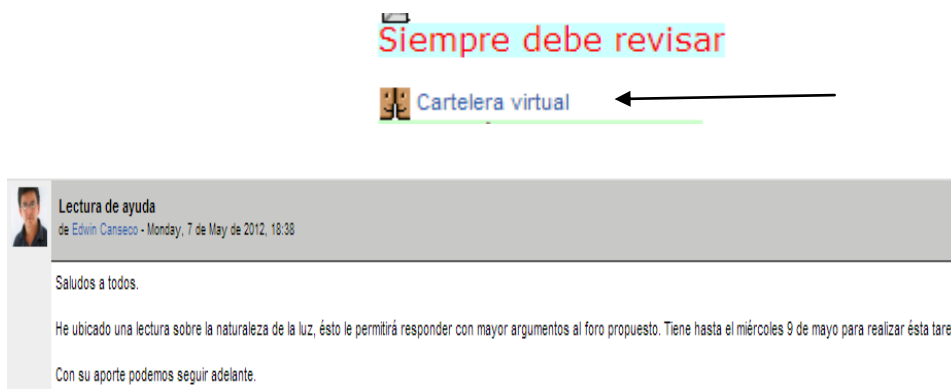 Siempre debe revisar
Cartelera virtual
Lectura de ayuda
de Edwin Canseco - Monday, 7 de May de 2012, 18:38
Saludos a todos.
He ubicado una lectura sobre la naturaleza de la luz, ésto le permitirá responder con mayor argumentos al foro propuesto. Tiene hasta el miércoles 9 de mayo para realizar ésta tare
Con su aporte podemos seguir adelante.